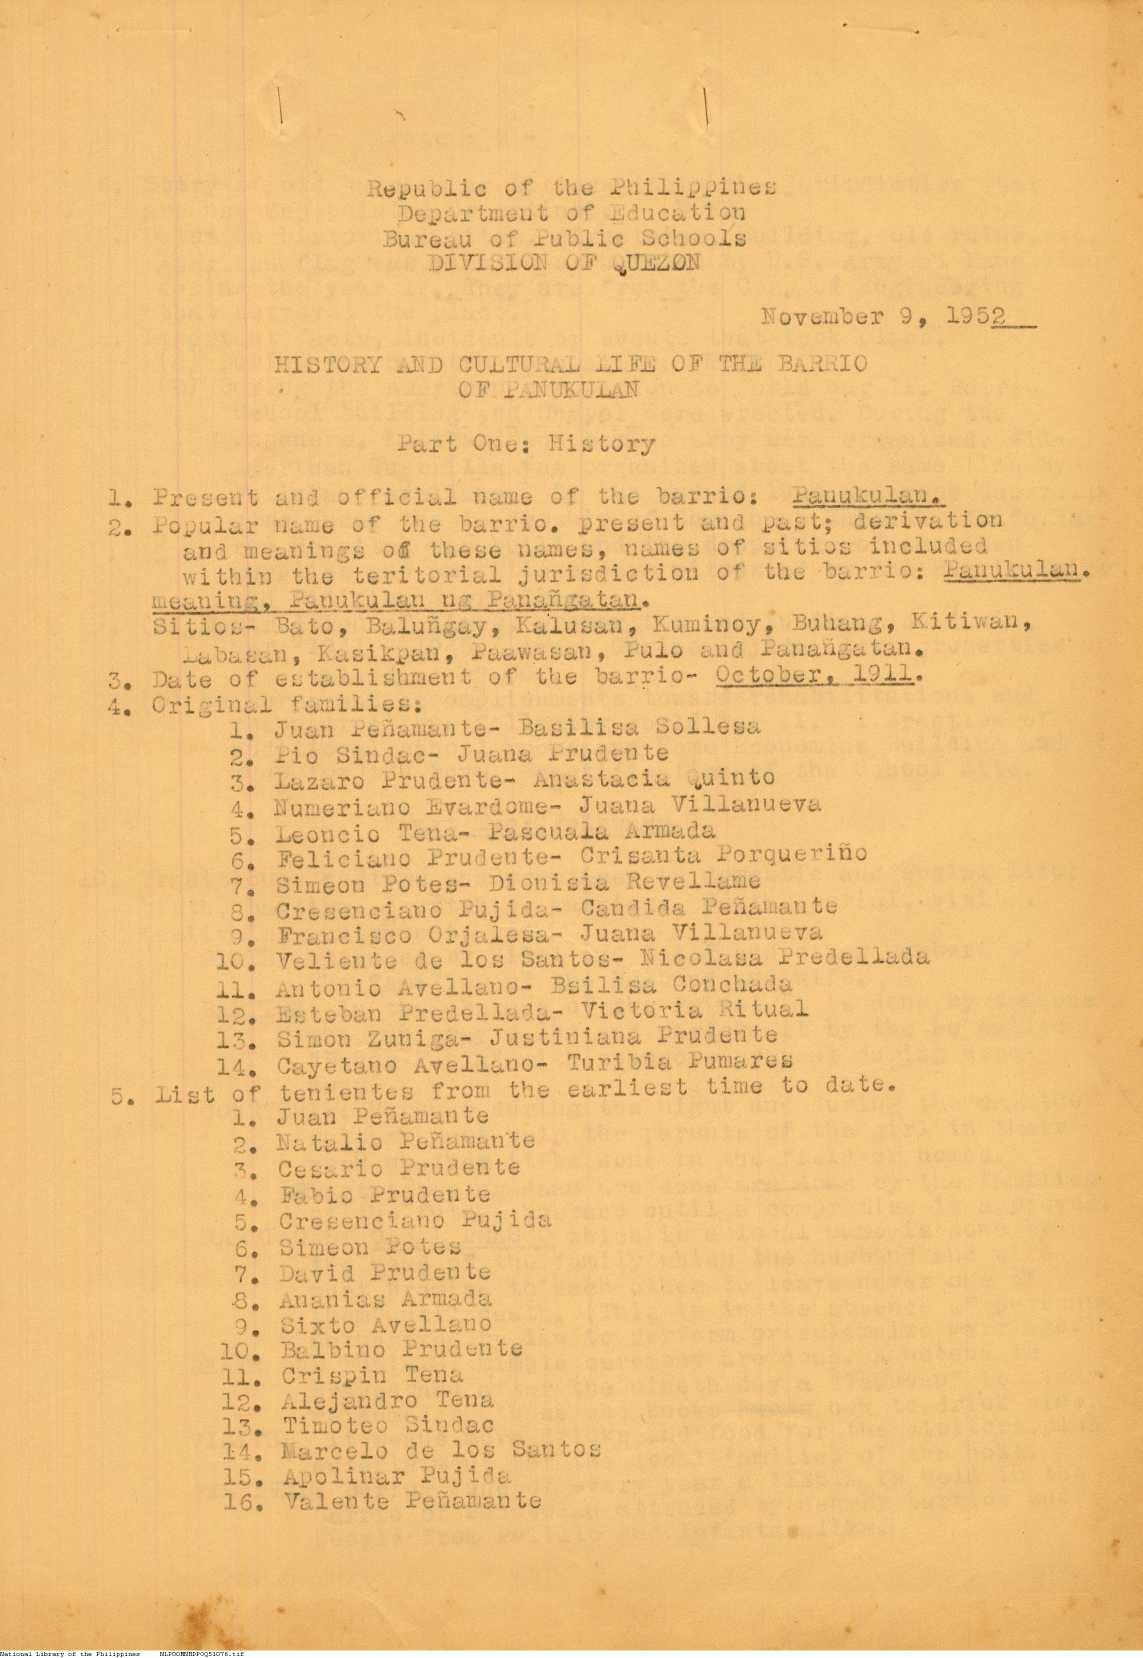 Republic of the Philippines
Department of Education
Bureau of Public Schools
DIVISION OF QUEZON
November 9, 1952
HISTORY AND CULTURAL LIFE OF THE BARRIO
OF PANUKULAN
Part One: History
1. Present and official name of the barrio: Panukulan.
2. Popular name of the barrio. present and past; derivation
and meanings of these names, names of sitios included
within the teritorial jurisdiction of the barrio: Panukulan.
meaning, Panukulan ng Panañgatan.
Sitios- Bato, Baluñgay, Kalusan, Kuminoy, Buhang, Kitiwan,
Labasan, Kasikpan, Paawasan, Pulo and Panañgatan.
3. Date of establishment of the barrio- October, 1911.
4. Original families:
1. Juan Peñamante- Basilisa Sollesa
2. Pio Sindac- Juana Prudente
3. Lazaro Prudente- Anastacia Quinto
4. Numeriano Evardome- Juana Villanueva
5. Leoncio Tena- Pascuala Armada
6. Feliciano Prudente- Crisanta Porqueriño
7. Simeon Potes- Dionisia Revellame
8. Cresenciano Pujida- Candida Peñamante
9. Francisco Orjalesa- Juana Villanueva
10. Veliente de los Santos- Nicolasa Predellada
11. Antonio Avellano- Bsilisa Conchada
12. Esteban Predellada- Victoria Ritual
13. Simon Zuniga- Justiniana Prudente
14. Cayetano Avellano- Turibia Pumares
5. List of tenientes from the earliest time to date.
1. Juan Peñamante
2. Natalio Peñamante
3. Cesario Prudente
4. Fabio Prudente
5. Cresenciano Pujida
6. Simeon Potes
7. David Prudente
8. Ananias Armada
9. Sixto Avellano
10. Balbino Prudente
11. Crispin Tena
12. Alejandro Tena
13. Timoteo Sindac
14. Marcelo de los Santos
15. Apolinar Pujida
16. Valente Peñamante
National Library of the Philippines